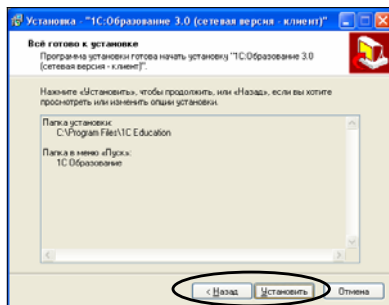 Установка - "1С:Образование 3.0 (сетевая версия - клиент)"
Всё готово к установке
Программа установки готова начать установку "1С:Образование 3.0
(сетевая версия - клиент)".
Нажмите «Установить», чтобы продолжить, или «Назад», если вы хотите
просмотреть или изменить опции установки.
Папка установки:
C:\Program Files\1C Education
Папка в меню «Пуск»:
1С Образование
< Назад
Установить
Отмена